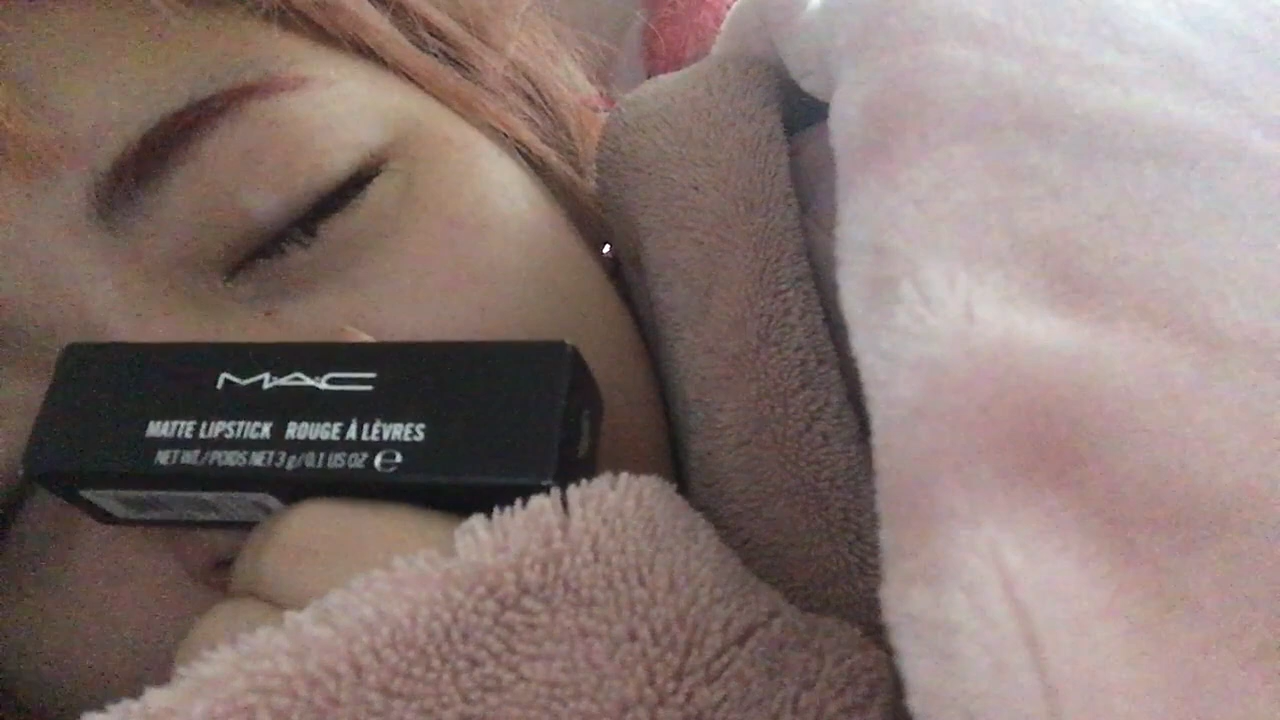 MAC
MATTE LIPSTICK ROUGE À LÈVRES
NET WT./POIDS NET 3 g/0.1 US OZ ℮